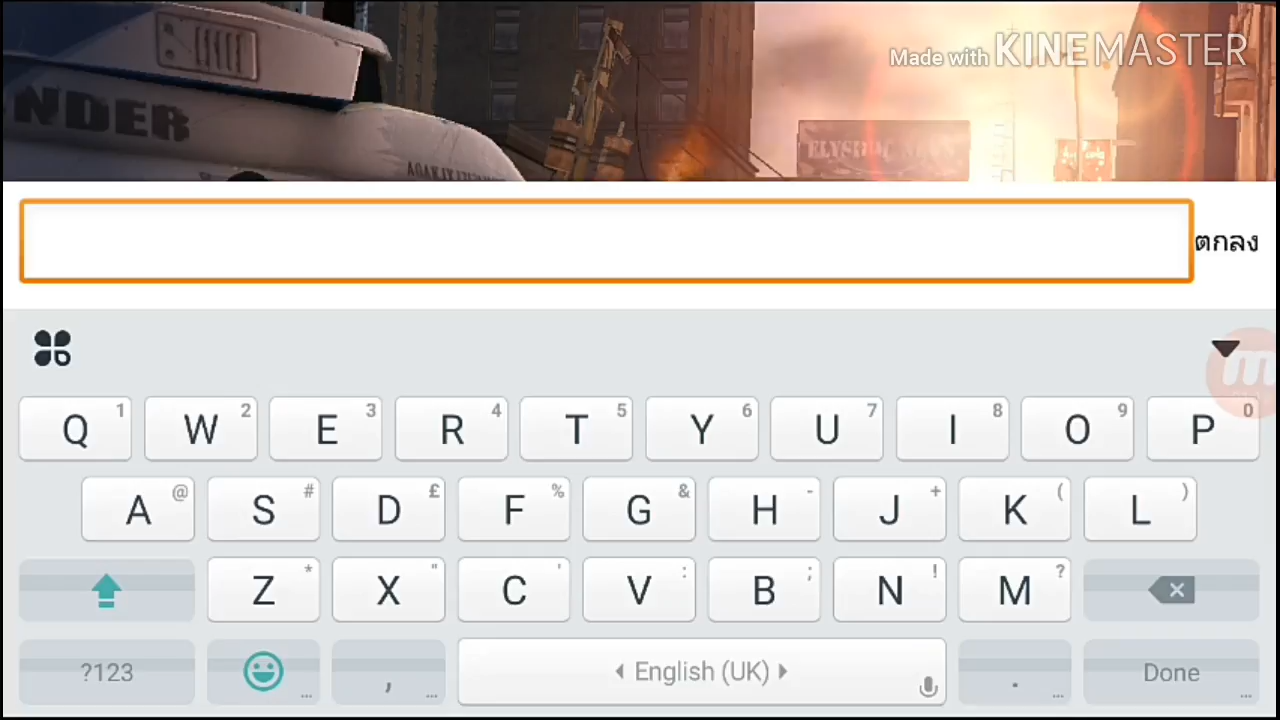 Made with KINEMASTER
NDER
ELYSIUM
ตกลง
Q 1 W 2 E 3 R 4 T 5 Y 6 U 7 I 8 O 9 P 0
A @ S # D £ F % G & H - J + K ( L )
Z * X " C ' V : B ; N ! M ?
?123 , ... English (UK) . ... Done ...